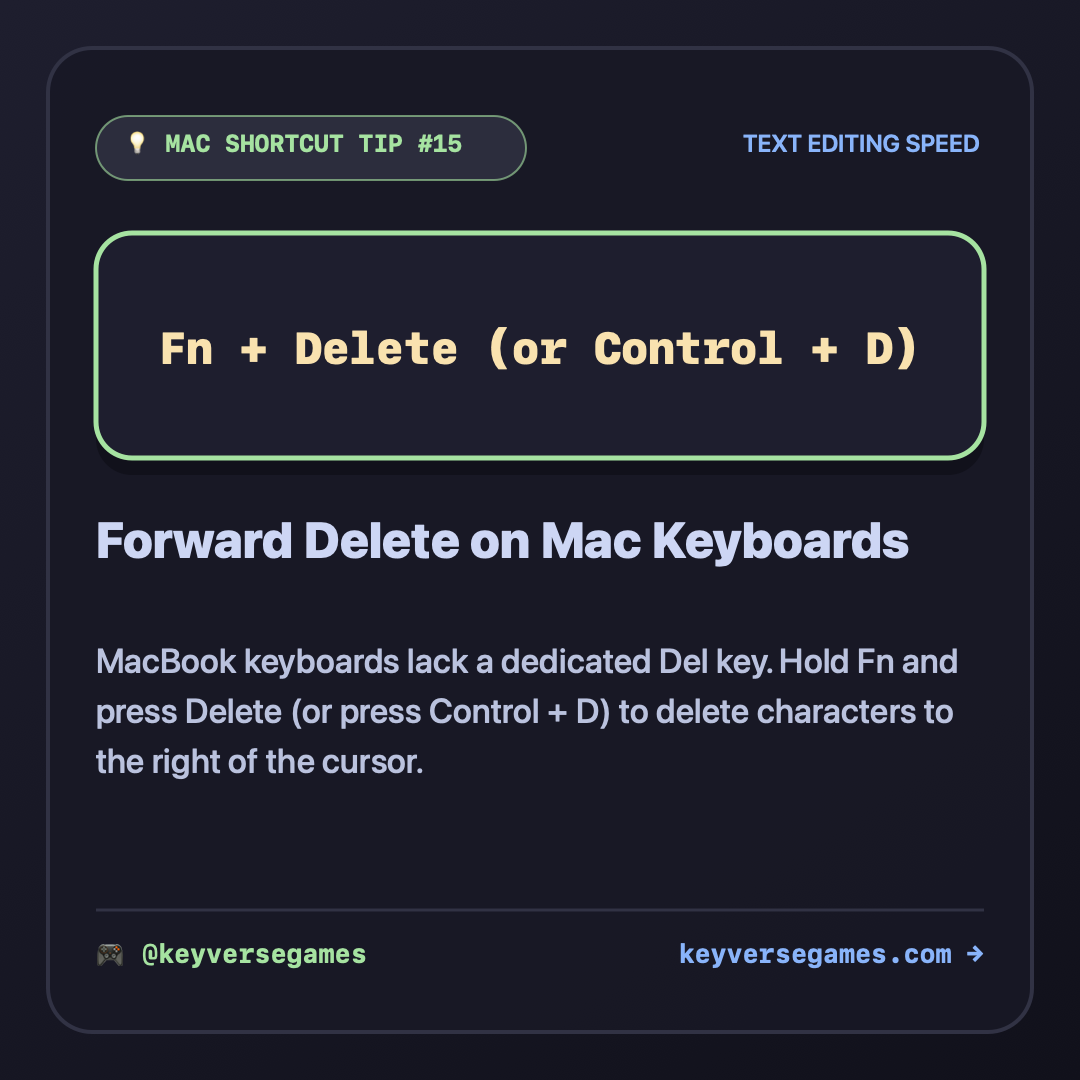 💡 MAC SHORTCUT TIP #15
TEXT EDITING SPEED
Fn + Delete (or Control + D)
Forward Delete on Mac Keyboards
MacBook keyboards lack a dedicated Del key. Hold Fn and
press Delete (or press Control + D) to delete characters to
the right of the cursor.
🎮 @keyversegames
keyversegames.com →